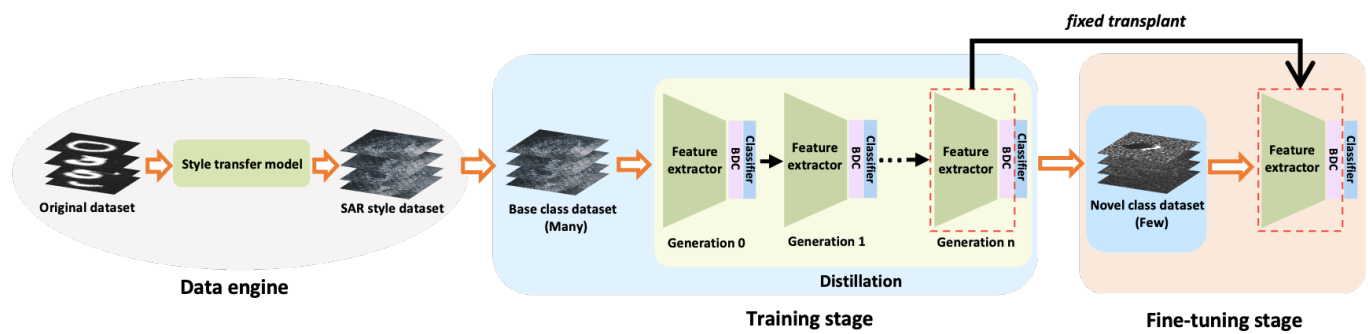 fixed transplant
Original dataset
Style transfer model
SAR style dataset
Data engine
Base class dataset
(Many)
Feature
extractor
BDC
Classifier
Generation 0
Feature
extractor
BDC
Classifier
Generation 1
Feature
extractor
BDC
Classifier
Generation n
Distillation
Training stage
Novel class dataset
(Few)
Feature
extractor
BDC
Classifier
Fine-tuning stage